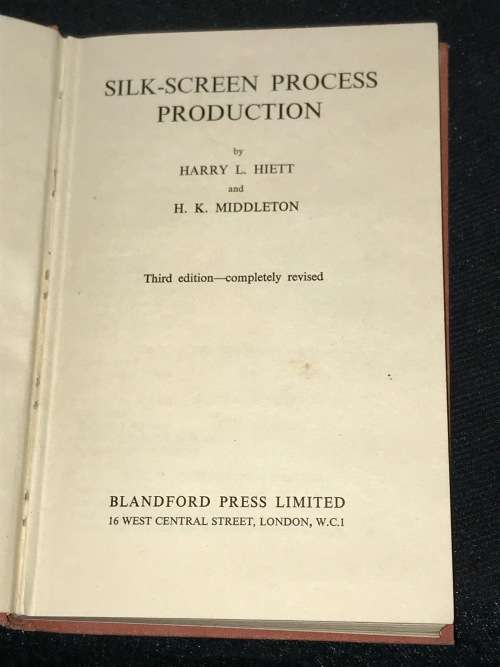 SILK-SCREEN PROCESS
PRODUCTION
by
HARRY L. HIETT
and
H. K. MIDDLETON
Third edition—completely revised
BLANDFORD PRESS LIMITED
16 WEST CENTRAL STREET, LONDON, W.C.1